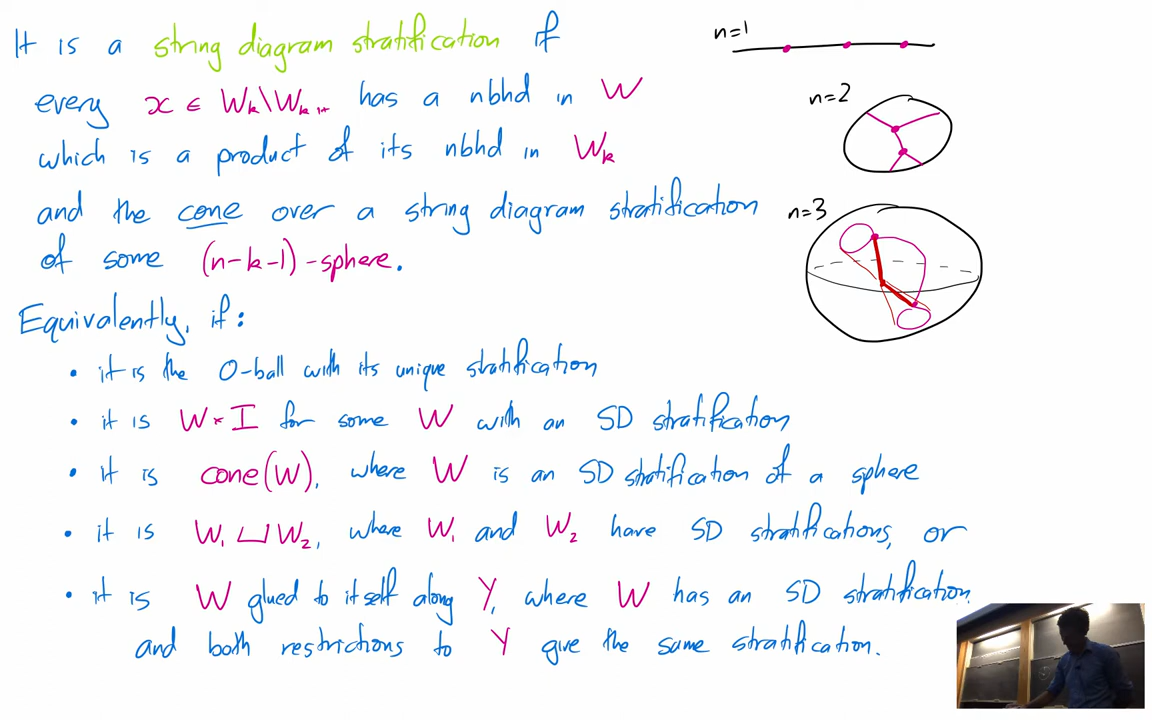 It is a string diagram stratification if
every x ∈ Wₖ\Wₖ₊₁ has a nbhd in W
which is a product of its nbhd in Wₖ
and the cone over a string diagram stratification
of some (n-k-1)-sphere.
Equivalently, if:
• it is the 0-ball with its unique stratification
• it is W×I for some W with an SD stratification
• it is cone(W), where W is an SD stratification of a sphere
• it is W₁ ⊔ W₂, where W₁ and W₂ have SD stratifications, or
• it is W glued to itself along Y, where W has an SD stratification
and both restrictions to Y give the same stratification.
n=1
n=2
n=3